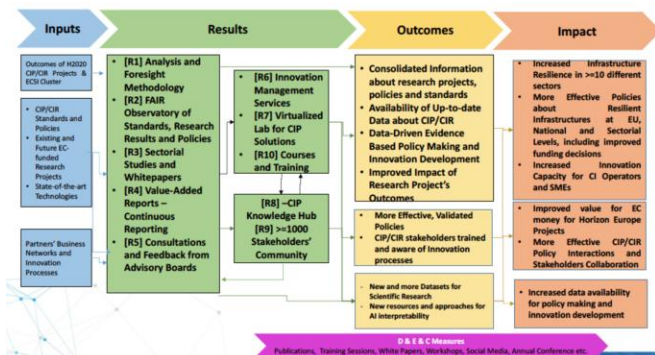 Inputs
Results
Outcomes
Impact
Outcomes of H2020
CIP/CIR Projects &
ECSI Cluster
• CIP/CIR
Standards and
Policies
• Existing and
Future EC-
funded
Research
Projects
• State-of-the-art
Technologies
Partners' Business
Networks and
Innovation
Processes
• [R1] Analysis and
Foresight
Methodology
• [R2] FAIR
Observatory of
Standards, Research
Results and Policies
• [R3] Sectorial
Studies and
Whitepapers
• [R4] Value-Added
Reports –
Continuous
Reporting
• [R5] Consultations
and Feedback from
Advisory Boards
• [R6] Innovation
Management
Services
• [R7] Virtualized
Lab for CIP
Solutions
• [R10] Courses and
Training
[R8] –CIP
Knowledge Hub
[R9] >=1000
Stakeholders'
Community
• Consolidated Information
about research projects,
policies and standards
• Availability of Up-to-date
Data about CIP/CIR
• Data-Driven Evidence
Based Policy Making and
Innovation Development
• Improved Impact of
Research Project's
Outcomes
• More Effective, Validated
Policies
• CIP/CIR stakeholders trained
and aware of Innovation
processes
- New and more Datasets for
Scientific Research
- New resources and approaches for
AI interpretability
• Increased Infrastructure
Resilience in >=10 different
sectors
• More Effective Policies
about Resilient
Infrastructures at EU,
National and Sectorial
Levels, including improved
funding decisions
• Increased Innovation
Capacity for CI Operators
and SMEs
• Improved value for EC
money for Horizon Europe
Projects
• More Effective CIP/CIR
Policy Interactions and
Stakeholders Collaboration
• Increased data availability
for policy making and
innovation development
D & E & C Measures
Publications, Training Sessions, White Papers, Workshops, Social Media, Annual Conference etc.